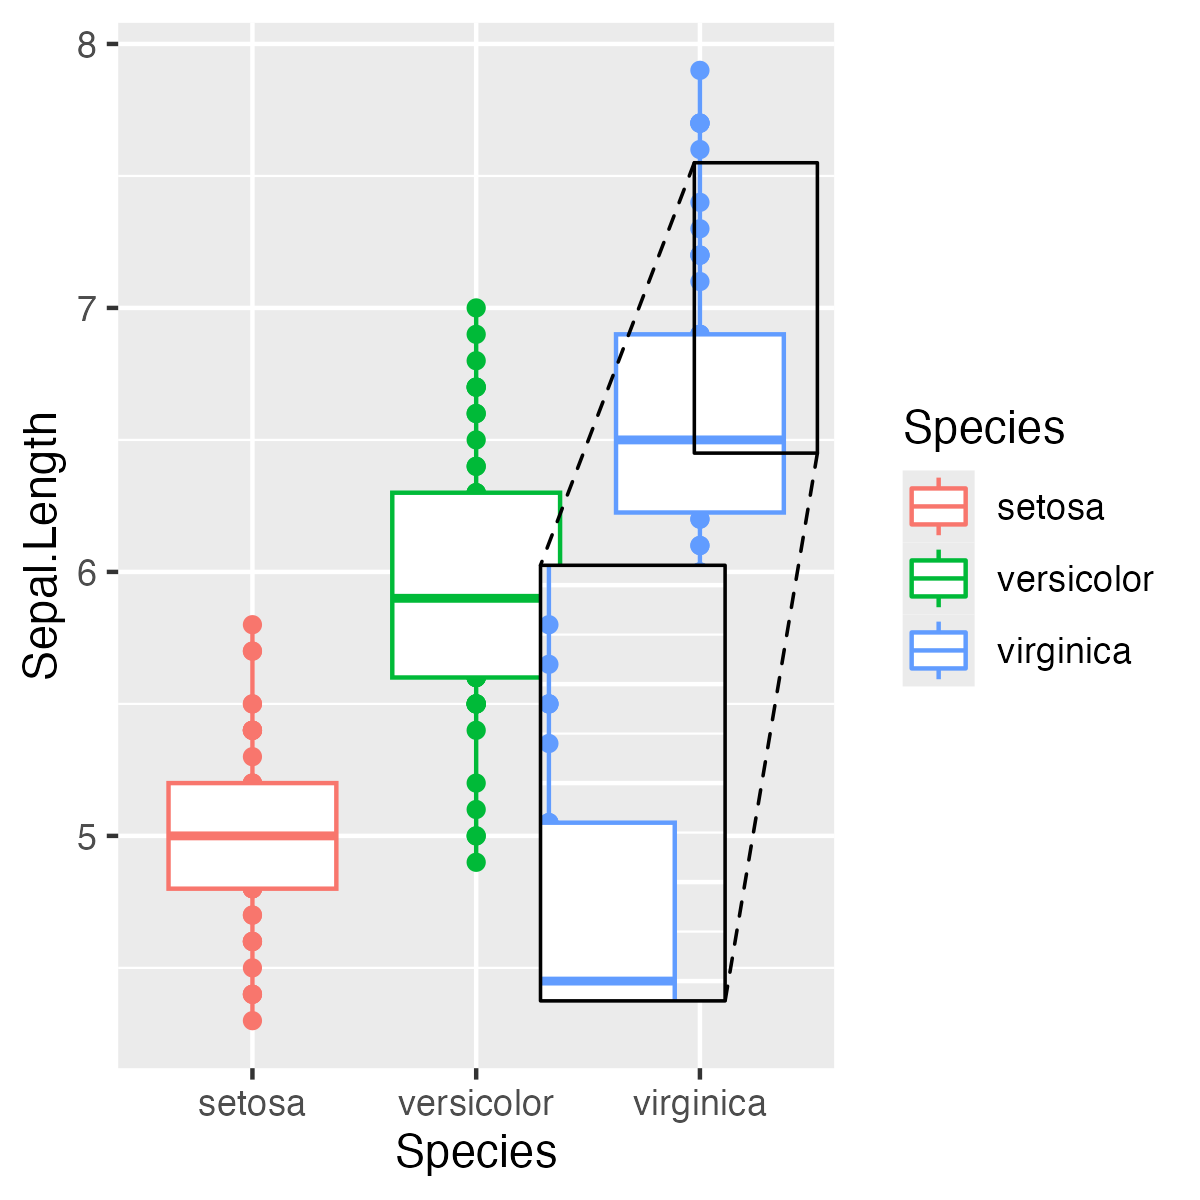 8
7
6
5
Sepal.Length
setosa
versicolor
virginica
Species
Species
setosa
versicolor
virginica